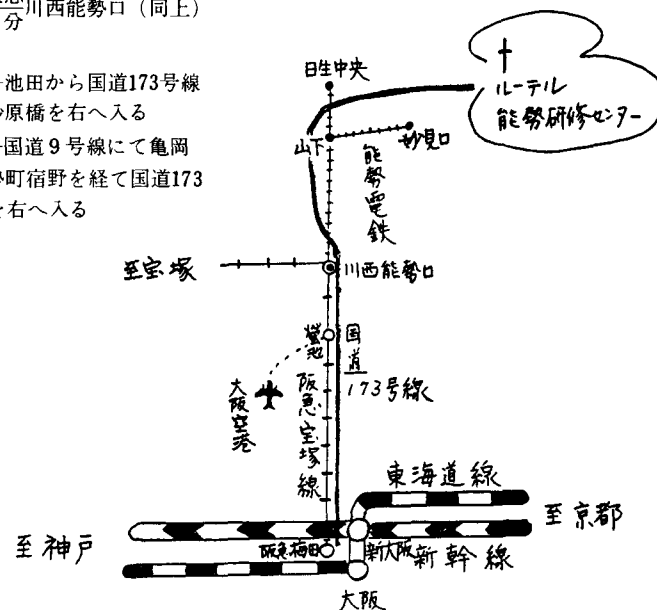 分川西能勢口（同上）
池田から国道173号線
原橋を右へ入る
国道９号線にて亀岡
町宿野を経て国道173
を右へ入る
日生中央
ルーテル
能勢研修センター
山下
妙見口
能勢電鉄
至宝塚
川西能勢口
螢池
国道
173号線
大阪空港
阪急宝塚線
東海道線
至京都
至神戸
阪急梅田
新大阪
新幹線
大阪